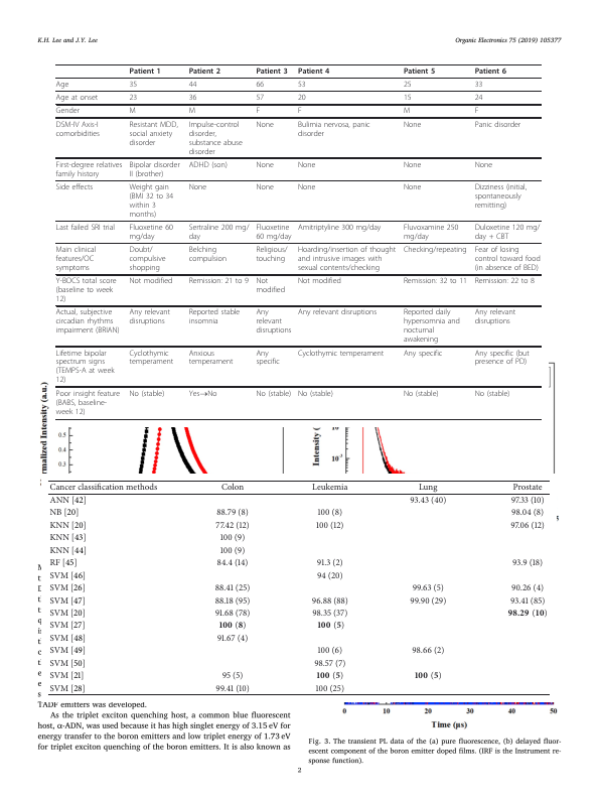 K.H. Lee and J.Y. Lee
Organic Electronics 75 (2019) 105377
Patient 1 Patient 2 Patient 3 Patient 4 Patient 5 Patient 6
Age 35 44 66 53 25 33
Age at onset 23 36 57 20 15 24
Gender M M F F M F
DSM-IV Axis-I Resistant MDD, Impulse-control None Bulimia nervosa, panic None Panic disorder
comorbidities social anxiety disorder, disorder
disorder substance abuse
disorder
First-degree relatives Bipolar disorder ADHD (son) None None None None
family history II (brother)
Side effects Weight gain None None None None Dizziness (initial,
(BMI 32 to 34 spontaneously
within 3 remitting)
months)
Last failed SRI trial Fluoxetine 60 Sertraline 200 mg/ Fluoxetine Amitriptyline 300 mg/day Fluvoxamine 250 Duloxetine 120 mg/
mg/day day 60 mg/day mg/day day + CBT
Main clinical Doubt/ Belching Religious/ Hoarding/insertion of thought Checking/repeating Fear of losing
features/OC compulsive compulsion touching and intrusive images with control toward food
symptoms shopping sexual contents/checking (in absence of BED)
Y-BOCS total score Not modified Remission: 21 to 9 Not Not modified Remission: 32 to 11 Remission: 22 to 8
(baseline to week modified
12)
Actual, subjective Any relevant Reported stable Any Any relevant disruptions Reported daily Any relevant
circadian rhythms disruptions insomnia relevant hypersomnia and disruptions
impairment (BRIAN) disruptions nocturnal
awakening
Lifetime bipolar Cyclothymic Anxious Any Cyclothymic temperament Any specific Any specific (but
spectrum signs temperament temperament specific presence of PD)
(TEMPS-A at week
12)
Poor insight feature No (stable) Yes→No No (stable) No (stable) No (stable) No (stable)
(BABS, baseline-
week 12)
rmalized Intensity (a.u.)
0.5
0.4
0.3
Intensity (
Cancer classification methods Colon Leukemia Lung Prostate
ANN [42] 93.43 (40) 97.33 (10)
NB [20] 88.79 (8) 100 (8) 98.04 (8)
KNN [20] 77.42 (12) 100 (12) 97.06 (12)
KNN [43] 100 (9)
KNN [44] 100 (9)
RF [45] 84.4 (14) 91.3 (2) 93.9 (18)
SVM [46] 94 (20)
SVM [26] 88.41 (25) 99.63 (5) 90.26 (4)
SVM [47] 88.18 (95) 96.88 (88) 99.90 (29) 93.41 (85)
SVM [20] 91.68 (78) 98.35 (37) 98.29 (10)
SVM [27] 100 (8) 100 (5)
SVM [48] 91.67 (4)
SVM [49] 100 (6) 98.66 (2)
SVM [50] 98.57 (7)
SVM [21] 95 (5) 100 (5) 100 (5)
SVM [28] 99.41 (10) 100 (25)
TADF emitters was developed.
As the triplet exciton quenching host, a common blue fluorescent
host, α-ADN, was used because it has high singlet energy of 3.15 eV for
energy transfer to the boron emitters and low triplet energy of 1.73 eV
for triplet exciton quenching of the boron emitters. It is also known as
0 10 20 30 40 50
Time (μs)
Fig. 3. The transient PL data of the (a) pure fluorescence, (b) delayed fluor-
escent component of the boron emitter doped films. (IRF is the Instrument re-
sponse function).
2